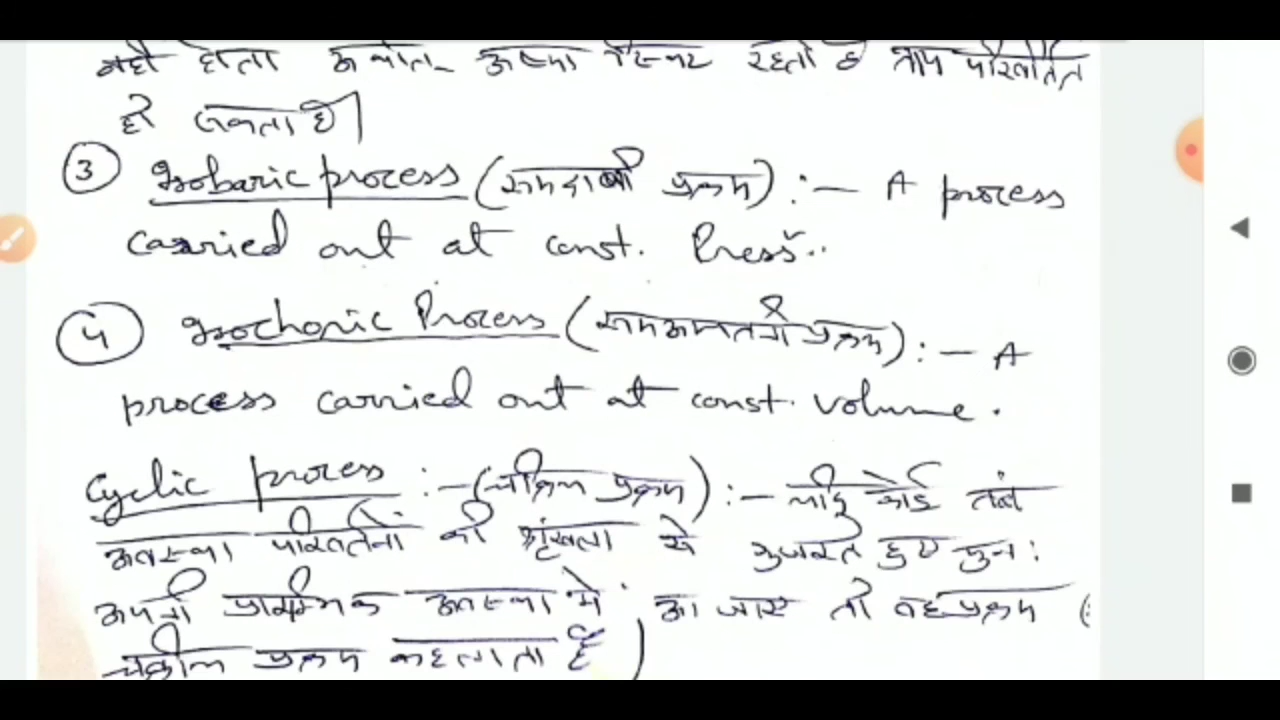 नही होता अर्थात ऊष्मा स्थिर रहती है ताप परिवर्तित
हो सकता है।
③ Isobaric process (समदाबी प्रक्रम) :- A process
carried out at const. Press..
④ Isochoric Process (समआयतनी प्रक्रम) :- A
process carried out at const. volume.
Cyclic process :- (चक्रीय प्रक्रम) :- यदि कोई तंत्र
अवस्था परिवर्तनों की श्रृंखला से गुजरते हुए पुनः
अपनी प्रारम्भिक अवस्था में आ जाए तो वह प्रक्रम
चक्रीय प्रक्रम कहलाता है।